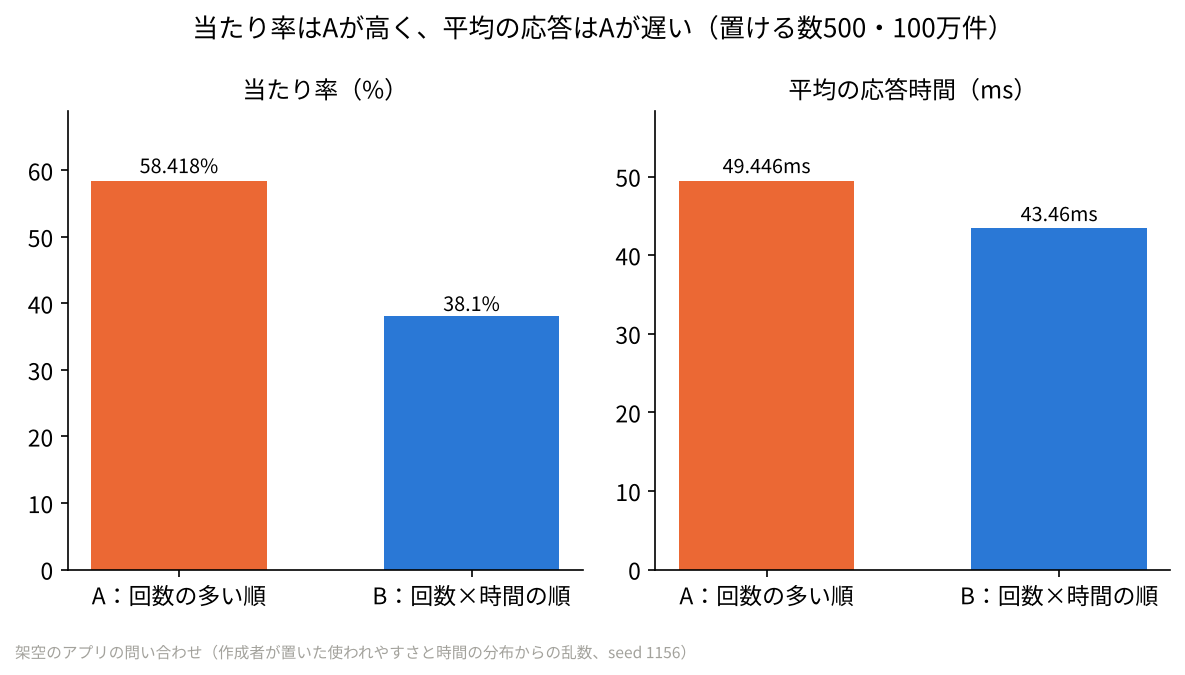 当たり率はAが高く、平均の応答はAが遅い（置ける数500・100万件）
当たり率（%）
60
50
40
30
20
10
0
58.418%
38.1%
A：回数の多い順
B：回数×時間の順
平均の応答時間（ms）
50
40
30
20
10
0
49.446ms
43.46ms
A：回数の多い順
B：回数×時間の順
架空のアプリの問い合わせ（作成者が置いた使われやすさと時間の分布からの乱数、seed 1156）